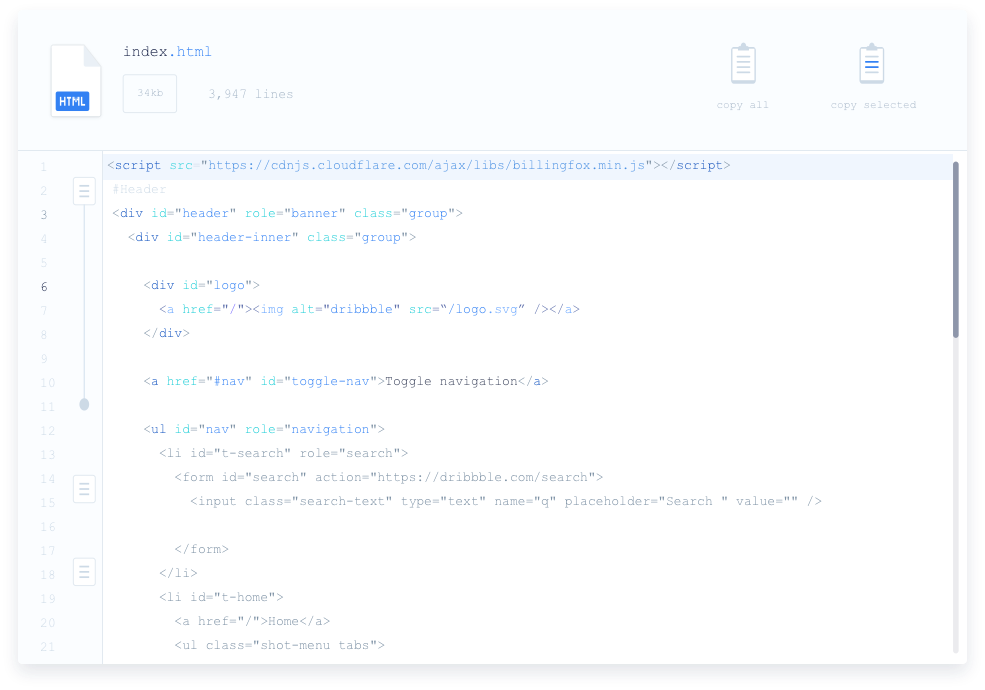 index.html
HTML
34kb
3,947 lines
copy all
copy selected
1 <script src="https://cdnjs.cloudflare.com/ajax/libs/billingfox.min.js"></script>
2 #Header
3 <div id="header" role="banner" class="group">
4 <div id="header-inner" class="group">
5
6 <div id="logo">
7 <a href="/"><img alt="dribbble" src=“/logo.svg” /></a>
8 </div>
9
10 <a href="#nav" id="toggle-nav">Toggle navigation</a>
11
12 <ul id="nav" role="navigation">
13 <li id="t-search" role="search">
14 <form id="search" action="https://dribbble.com/search">
15 <input class="search-text" type="text" name="q" placeholder="Search " value="" />
16
17 </form>
18 </li>
19 <li id="t-home">
20 <a href="/">Home</a>
21 <ul class="shot-menu tabs">